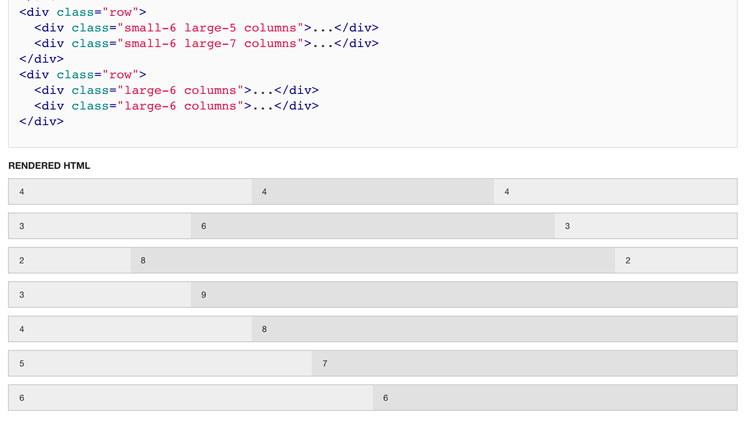 <div class="row">
<div class="small-6 large-5 columns">...</div>
<div class="small-6 large-7 columns">...</div>
</div>
<div class="row">
<div class="large-6 columns">...</div>
<div class="large-6 columns">...</div>
</div>
RENDERED HTML
4 4 4
3 6 3
2 8 2
3 9
4 8
5 7
6 6